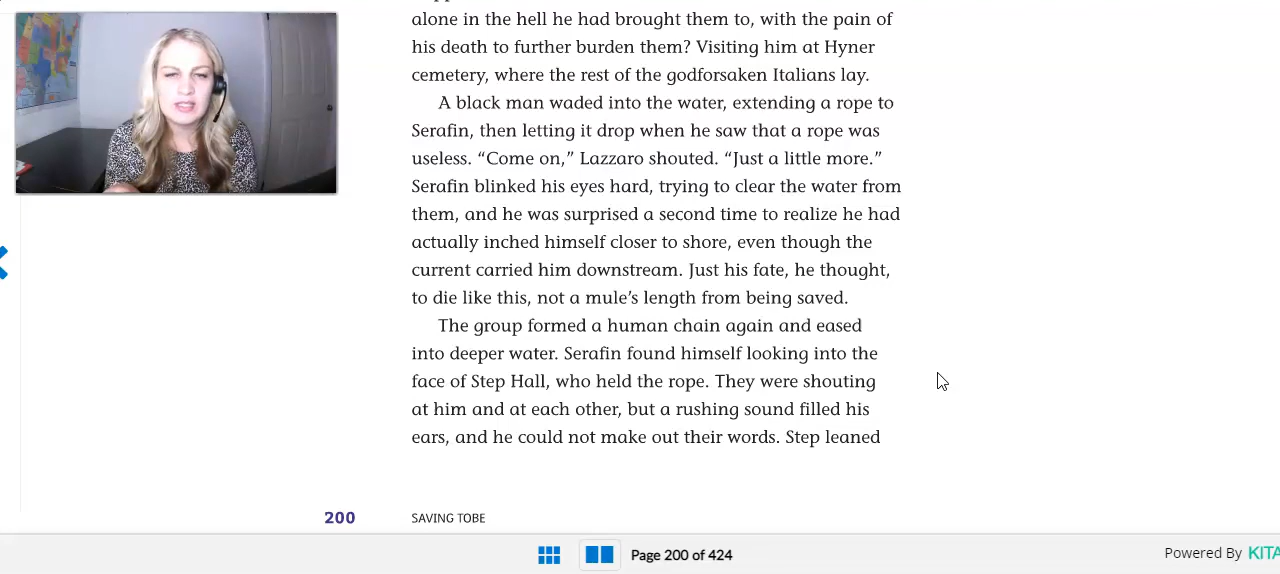 alone in the hell he had brought them to, with the pain of
his death to further burden them? Visiting him at Hyner
cemetery, where the rest of the godforsaken Italians lay.
A black man waded into the water, extending a rope to
Serafin, then letting it drop when he saw that a rope was
useless. “Come on,” Lazzaro shouted. “Just a little more.”
Serafin blinked his eyes hard, trying to clear the water from
them, and he was surprised a second time to realize he had
actually inched himself closer to shore, even though the
current carried him downstream. Just his fate, he thought,
to die like this, not a mule’s length from being saved.
The group formed a human chain again and eased
into deeper water. Serafin found himself looking into the
face of Step Hall, who held the rope. They were shouting
at him and at each other, but a rushing sound filled his
ears, and he could not make out their words. Step leaned
200 SAVING TOBE
Page 200 of 424
Powered By KITA